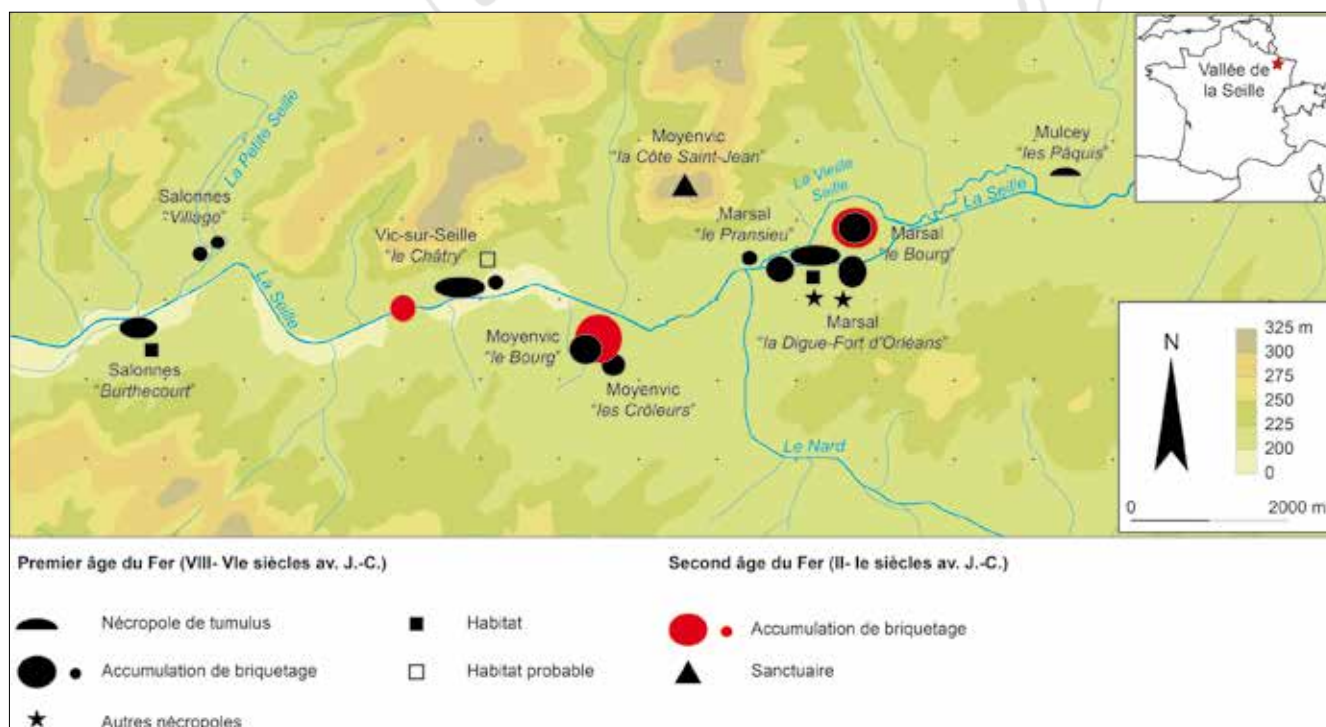 Vallée de
la Seille
Moyenvic
"la Côte Saint-Jean"
Mulcey
"les Pâquis"
La Petite Seille
La Vieille
Seille
La Seille
Salonnes
"Village"
Marsal
"le Pransieu"
Vic-sur-Seille
"le Châtry"
Marsal
"le Bourg"
La Seille
Moyenvic
"le Bourg"
Marsal
"la Digue-Fort d'Orléans"
Salonnes
"Burthecourt"
Moyenvic
"les Crôleurs"
Le Nard
325 m
300
275
250
225
200
0
N
0 2000 m
Premier âge du Fer (VIII- VIe siècles av. J.-C.)
Nécropole de tumulus
Accumulation de briquetage
Autres nécropoles
Habitat
Habitat probable
Second âge du Fer (II- Ie siècles av. J.-C.)
Accumulation de briquetage
Sanctuaire